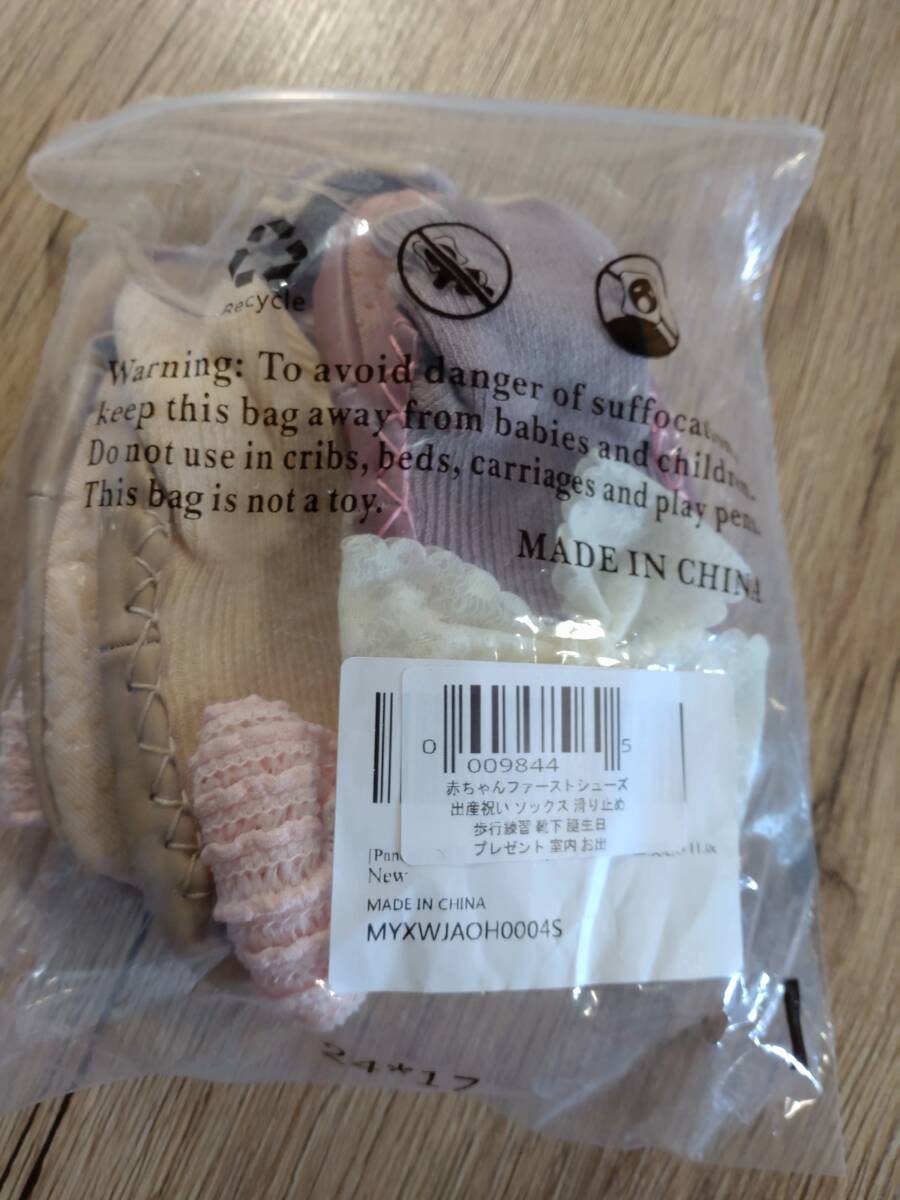 Recycle
Warning: To avoid danger of suffocation,
keep this bag away from babies and children.
Do not use in cribs, beds, carriages and play pens.
This bag is not a toy.
MADE IN CHINA
0 009844 5
赤ちゃんファーストシューズ
出産祝い ソックス 滑り止め
歩行練習 靴下 誕生日
プレゼント 室内 お出
New
MADE IN CHINA
MYXWJAOH0004S
24*17